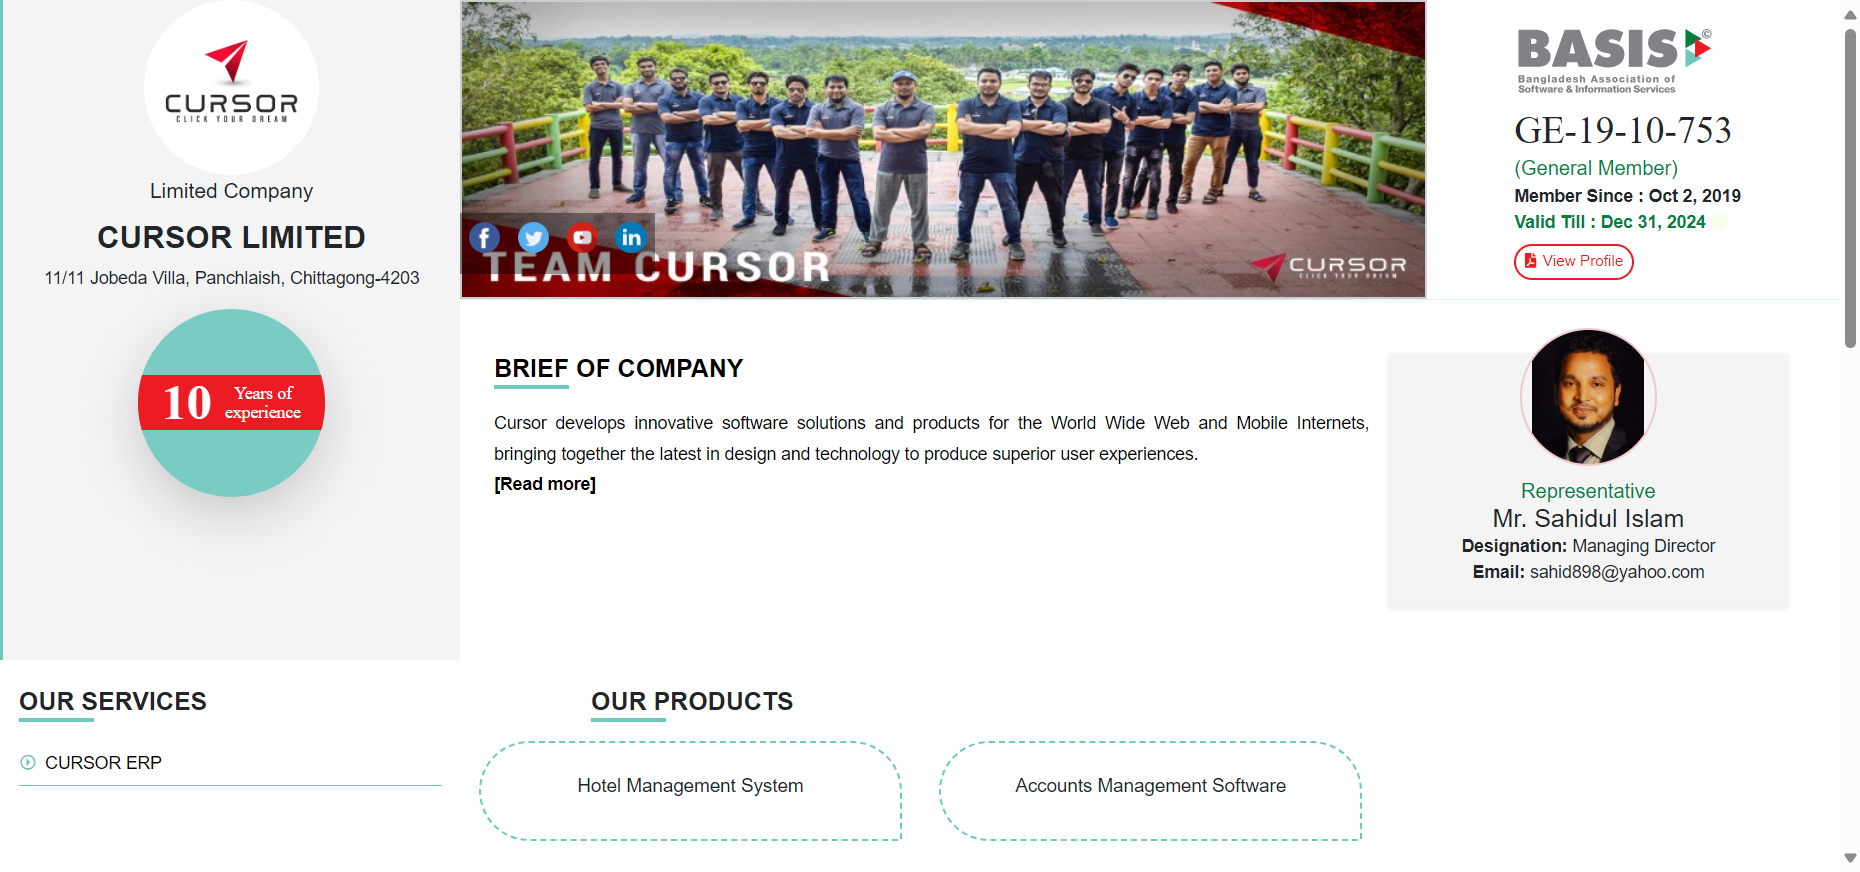 CURSOR
CLICK YOUR DREAM
Limited Company
CURSOR LIMITED
11/11 Jobeda Villa, Panchlaish, Chittagong-4203
10
Years of
experience
TEAM CURSOR
CURSOR
CLICK YOUR DREAM
BASIS©
Bangladesh Association of
Software & Information Services
GE-19-10-753
(General Member)
Member Since : Oct 2, 2019
Valid Till : Dec 31, 2024
View Profile
BRIEF OF COMPANY
Cursor develops innovative software solutions and products for the World Wide Web and Mobile Internets,
bringing together the latest in design and technology to produce superior user experiences.
[Read more]
Representative
Mr. Sahidul Islam
Designation: Managing Director
Email: sahid898@yahoo.com
OUR SERVICES
CURSOR ERP
OUR PRODUCTS
Hotel Management System
Accounts Management Software